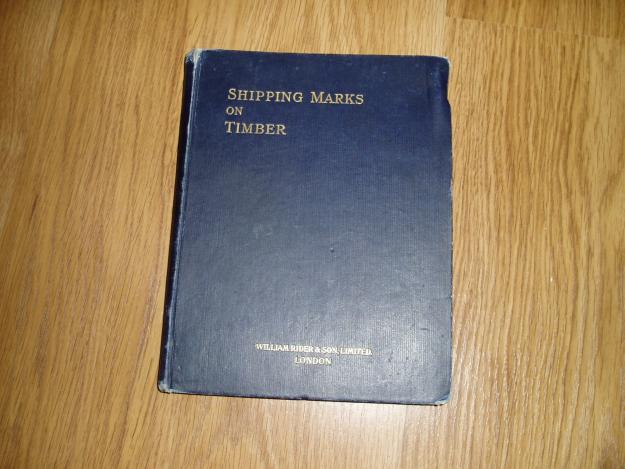 SHIPPING MARKS
ON
TIMBER
WILLIAM RIDER & SON, LIMITED.
LONDON